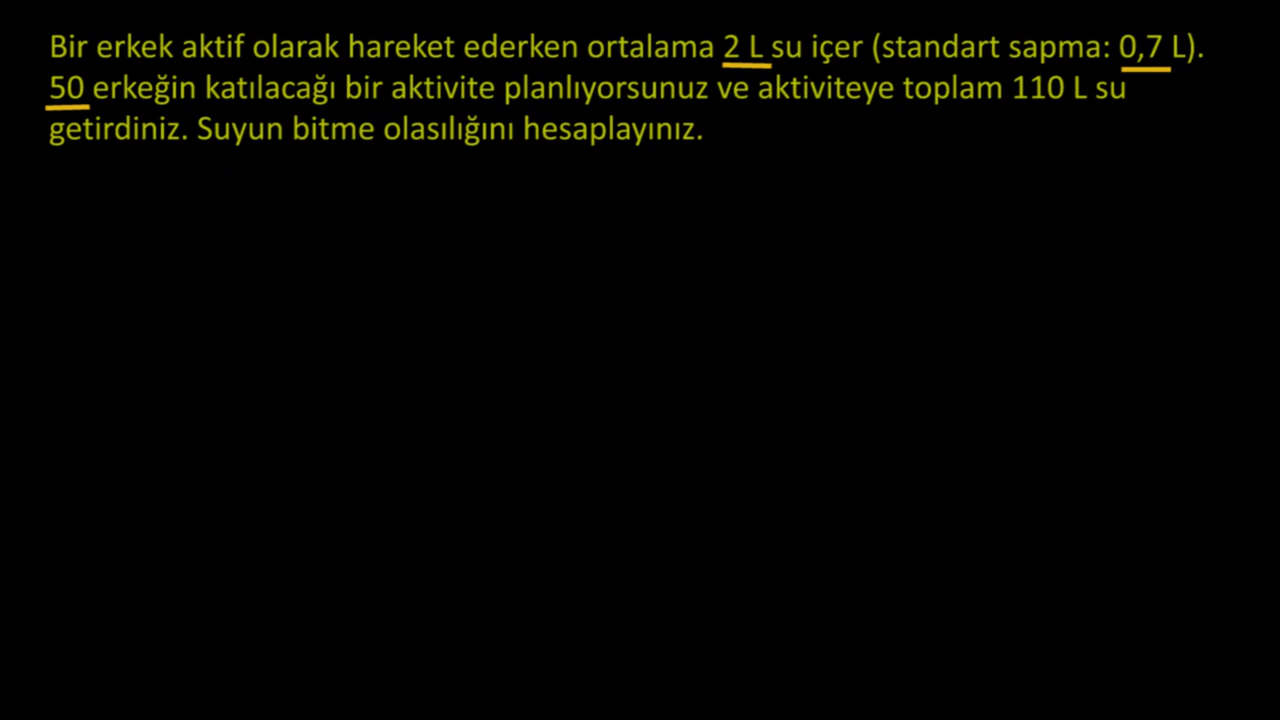 Bir erkek aktif olarak hareket ederken ortalama 2 L su içer (standart sapma: 0,7 L).
50 erkeğin katılacağı bir aktivite planlıyorsunuz ve aktiviteye toplam 110 L su
getirdiniz. Suyun bitme olasılığını hesaplayınız.